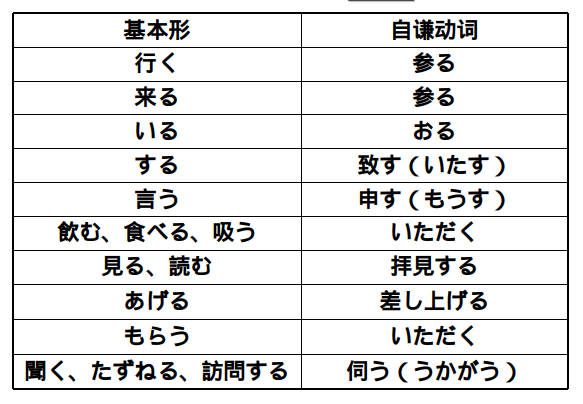 基本形 自谦动词
行く 参る
来る 参る
いる おる
する 致す（いたす）
言う 申す（もうす）
飲む、食べる、吸う いただく
見る、読む 拝見する
あげる 差し上げる
もらう いただく
聞く、たずねる、訪問する 伺う（うかがう）